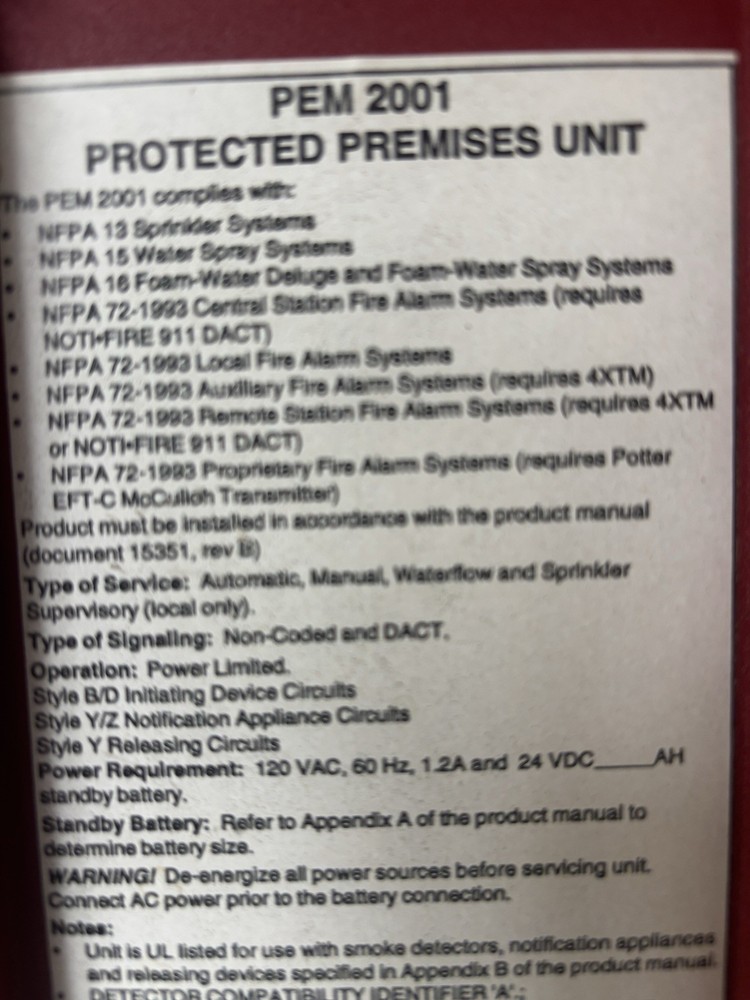 PEM 2001
PROTECTED PREMISES UNIT
The PEM 2001 complies with:
• NFPA 13 Sprinkler Systems
• NFPA 15 Water Spray Systems
• NFPA 16 Foam-Water Deluge and Foam-Water Spray Systems
• NFPA 72-1993 Central Station Fire Alarm Systems (requires
NOTI•FIRE 911 DACT)
• NFPA 72-1993 Local Fire Alarm Systems
• NFPA 72-1993 Auxiliary Fire Alarm Systems (requires 4XTM)
• NFPA 72-1993 Remote Station Fire Alarm Systems (requires 4XTM
or NOTI•FIRE 911 DACT)
• NFPA 72-1993 Proprietary Fire Alarm Systems (requires Potter
EFT-C McCulloh Transmitter)
Product must be installed in accordance with the product manual
(document 15351, rev B)
Type of Service: Automatic, Manual, Waterflow and Sprinkler
Supervisory (local only).
Type of Signaling: Non-Coded and DACT.
Operation: Power Limited.
Style B/D Initiating Device Circuits
Style Y/Z Notification Appliance Circuits
Style Y Releasing Circuits
Power Requirement: 120 VAC, 60 Hz, 1.2A and 24 VDC_____AH
standby battery.
Standby Battery: Refer to Appendix A of the product manual to
determine battery size.
WARNING! De-energize all power sources before servicing unit.
Connect AC power prior to the battery connection.
Notes:
• Unit is UL listed for use with smoke detectors, notification appliances
and releasing devices specified in Appendix B of the product manual.
• DETECTOR COMPATIBILITY IDENTIFIER 'A'.: